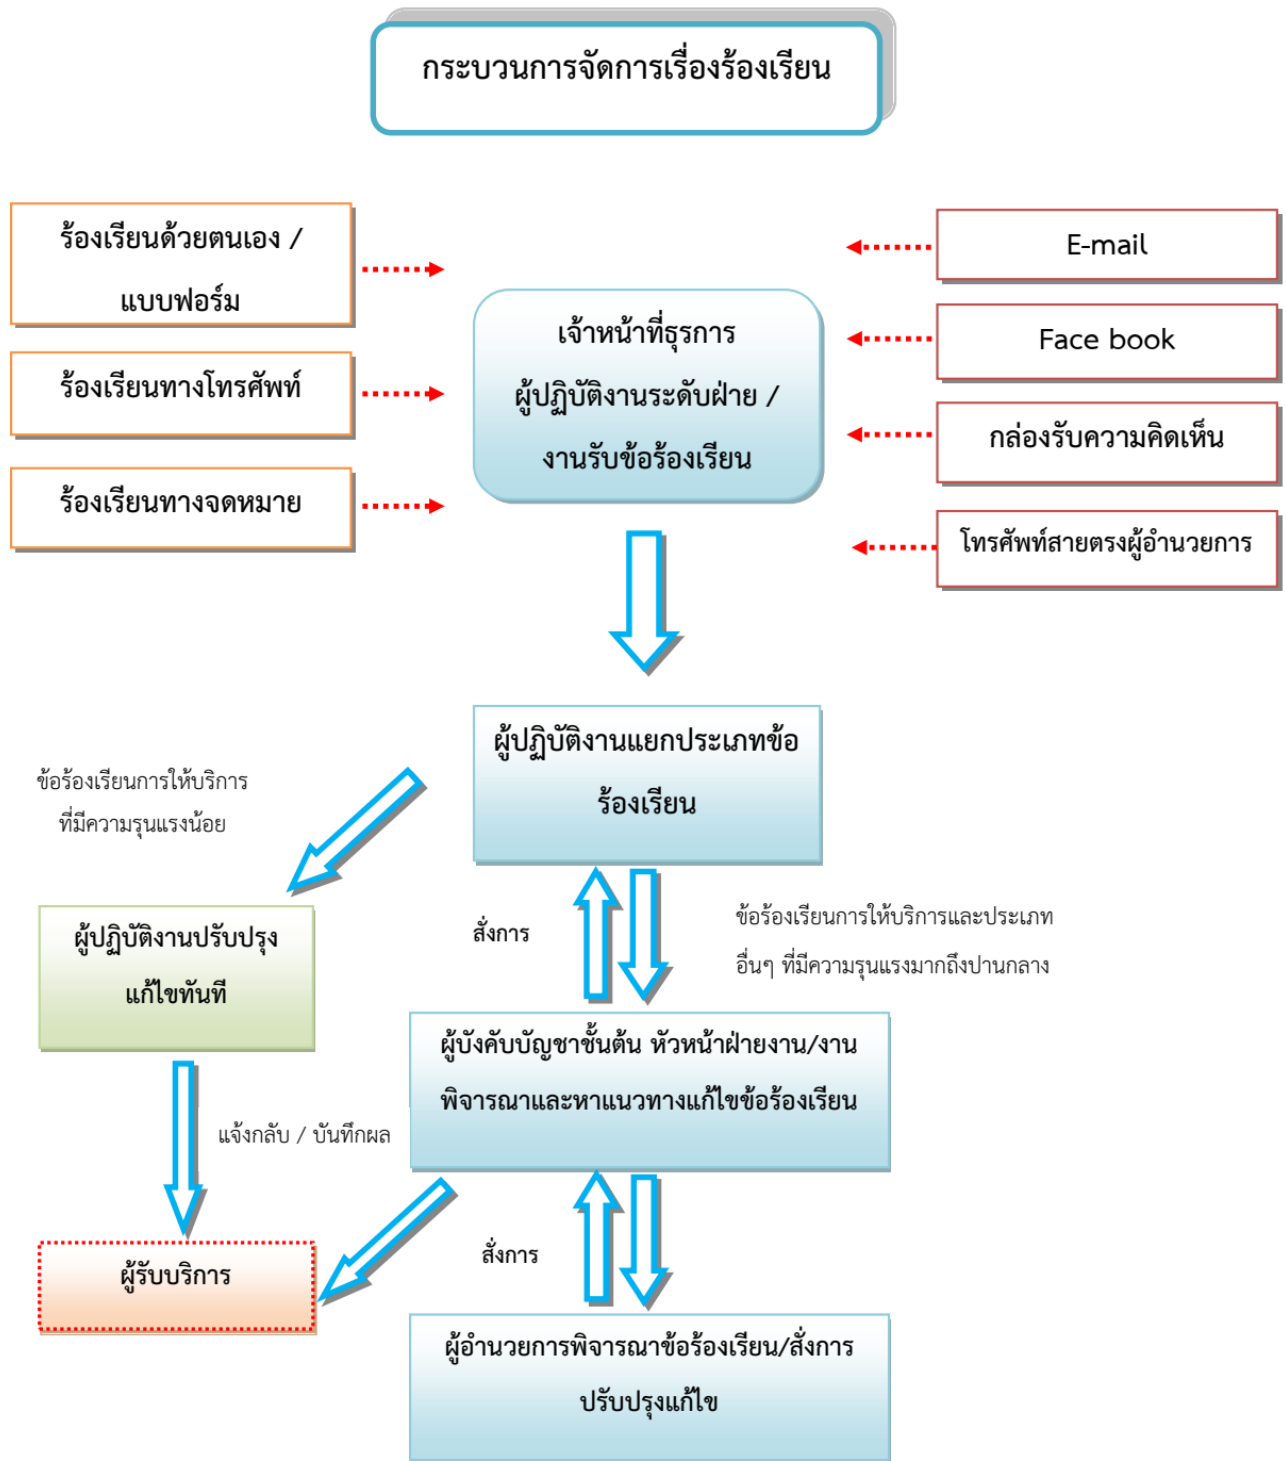 กระบวนการจัดการเรื่องร้องเรียน
ร้องเรียนด้วยตนเอง /
แบบฟอร์ม
ร้องเรียนทางโทรศัพท์
ร้องเรียนทางจดหมาย
เจ้าหน้าที่ธุรการ
ผู้ปฏิบัติงานระดับฝ่าย /
งานรับข้อร้องเรียน
E-mail
Face book
กล่องรับความคิดเห็น
โทรศัพท์สายตรงผู้อำนวยการ
ผู้ปฏิบัติงานแยกประเภทข้อ
ร้องเรียน
ข้อร้องเรียนการให้บริการ
ที่มีความรุนแรงน้อย
ผู้ปฏิบัติงานปรับปรุง
แก้ไขทันที
สั่งการ
ข้อร้องเรียนการให้บริการและประเภท
อื่นๆ ที่มีความรุนแรงมากถึงปานกลาง
ผู้บังคับบัญชาชั้นต้น หัวหน้าฝ่ายงาน/งาน
พิจารณาและหาแนวทางแก้ไขข้อร้องเรียน
แจ้งกลับ / บันทึกผล
ผู้รับบริการ
สั่งการ
ผู้อำนวยการพิจารณาข้อร้องเรียน/สั่งการ
ปรับปรุงแก้ไข